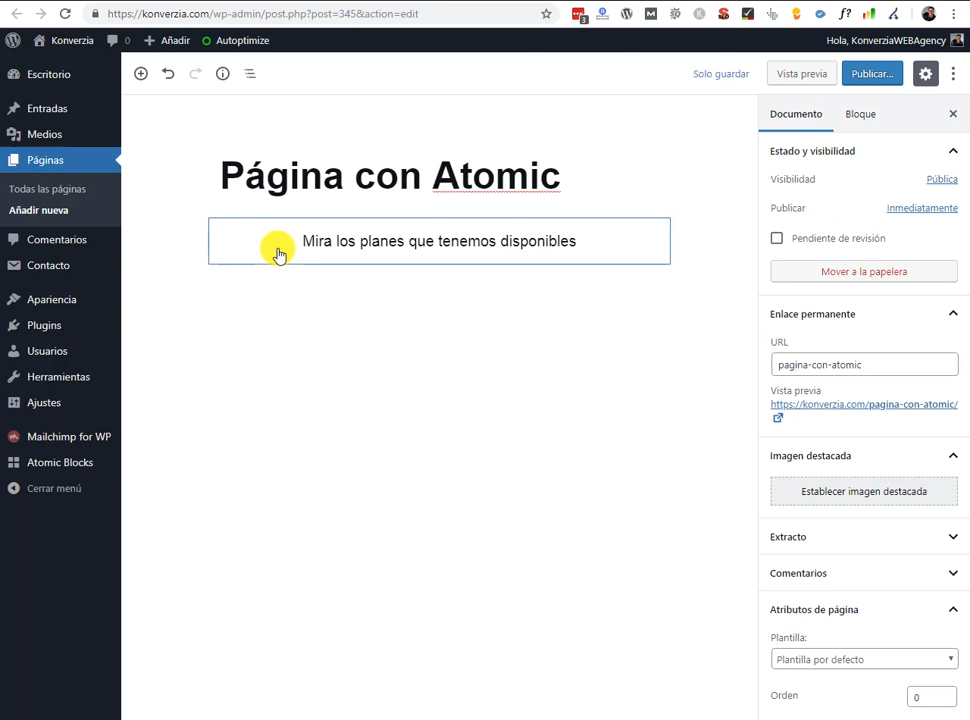 https://konverzia.com/wp-admin/post.php?post=345&action=edit
3
Konverzia
0
Añadir
Autoptimize
Hola, KonverziaWEBAgency
Escritorio
Entradas
Medios
Páginas
Todas las páginas
Añadir nueva
Comentarios
Contacto
Apariencia
Plugins
Usuarios
Herramientas
Ajustes
Mailchimp for WP
Atomic Blocks
Cerrar menú
Solo guardar
Vista previa
Publicar...
Página con Atomic
Mira los planes que tenemos disponibles
Documento
Bloque
Estado y visibilidad
Visibilidad
Pública
Publicar
Inmediatamente
Pendiente de revisión
Mover a la papelera
Enlace permanente
URL
pagina-con-atomic
Vista previa
https://konverzia.com/pagina-con-atomic/
Imagen destacada
Establecer imagen destacada
Extracto
Comentarios
Atributos de página
Plantilla:
Plantilla por defecto
Orden
0